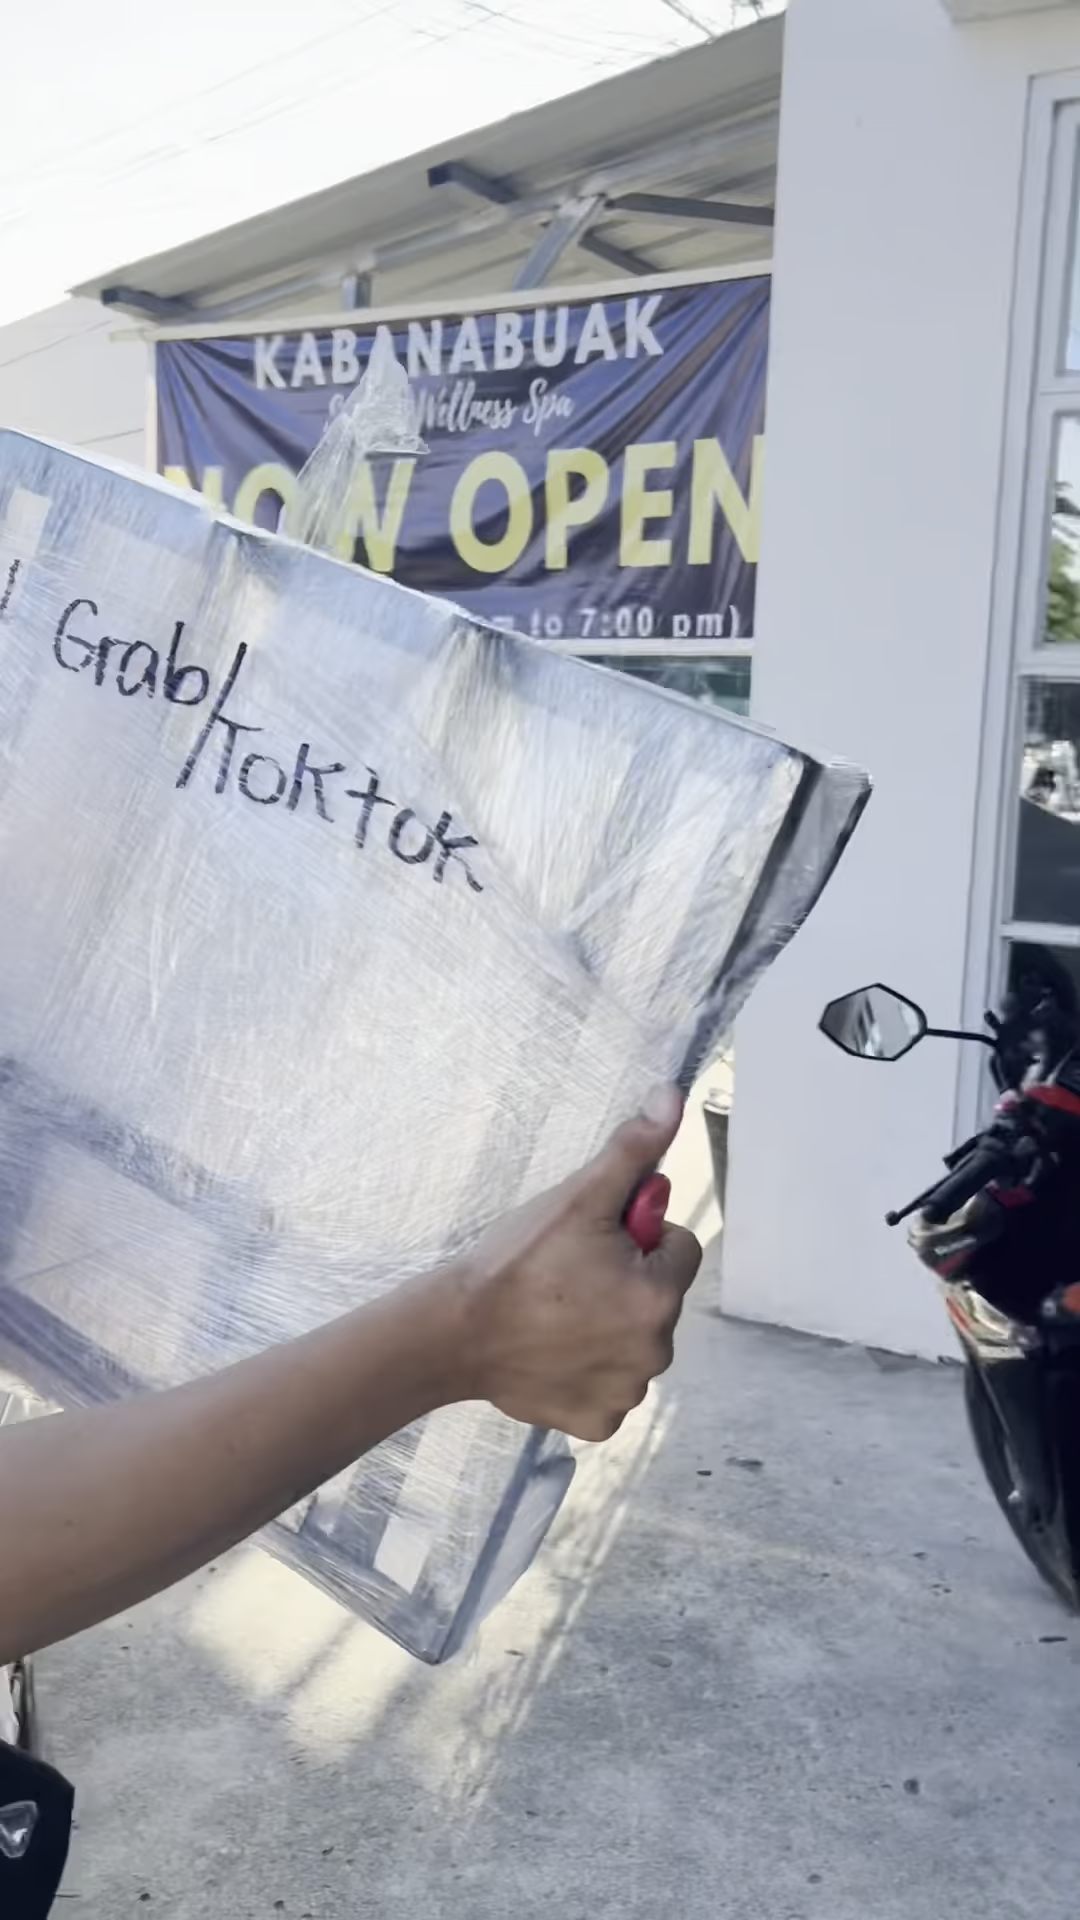 KABANABUAK
Wellness Spa
NOW OPEN
to 7:00 pm)
Grab/Toktok